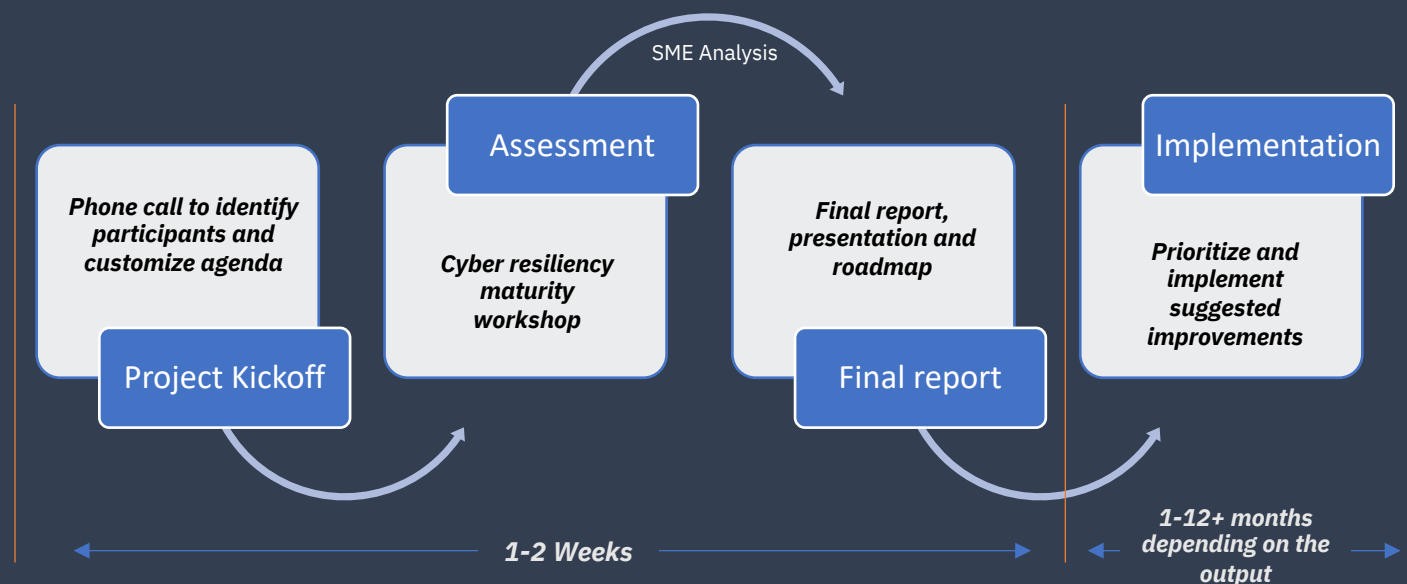 SME Analysis
Phone call to identify
participants and
customize agenda
Project Kickoff
Assessment
Cyber resiliency
maturity
workshop
Final report,
presentation and
roadmap
Final report
Implementation
Prioritize and
implement
suggested
improvements
1-2 Weeks
1-12+ months
depending on the
output